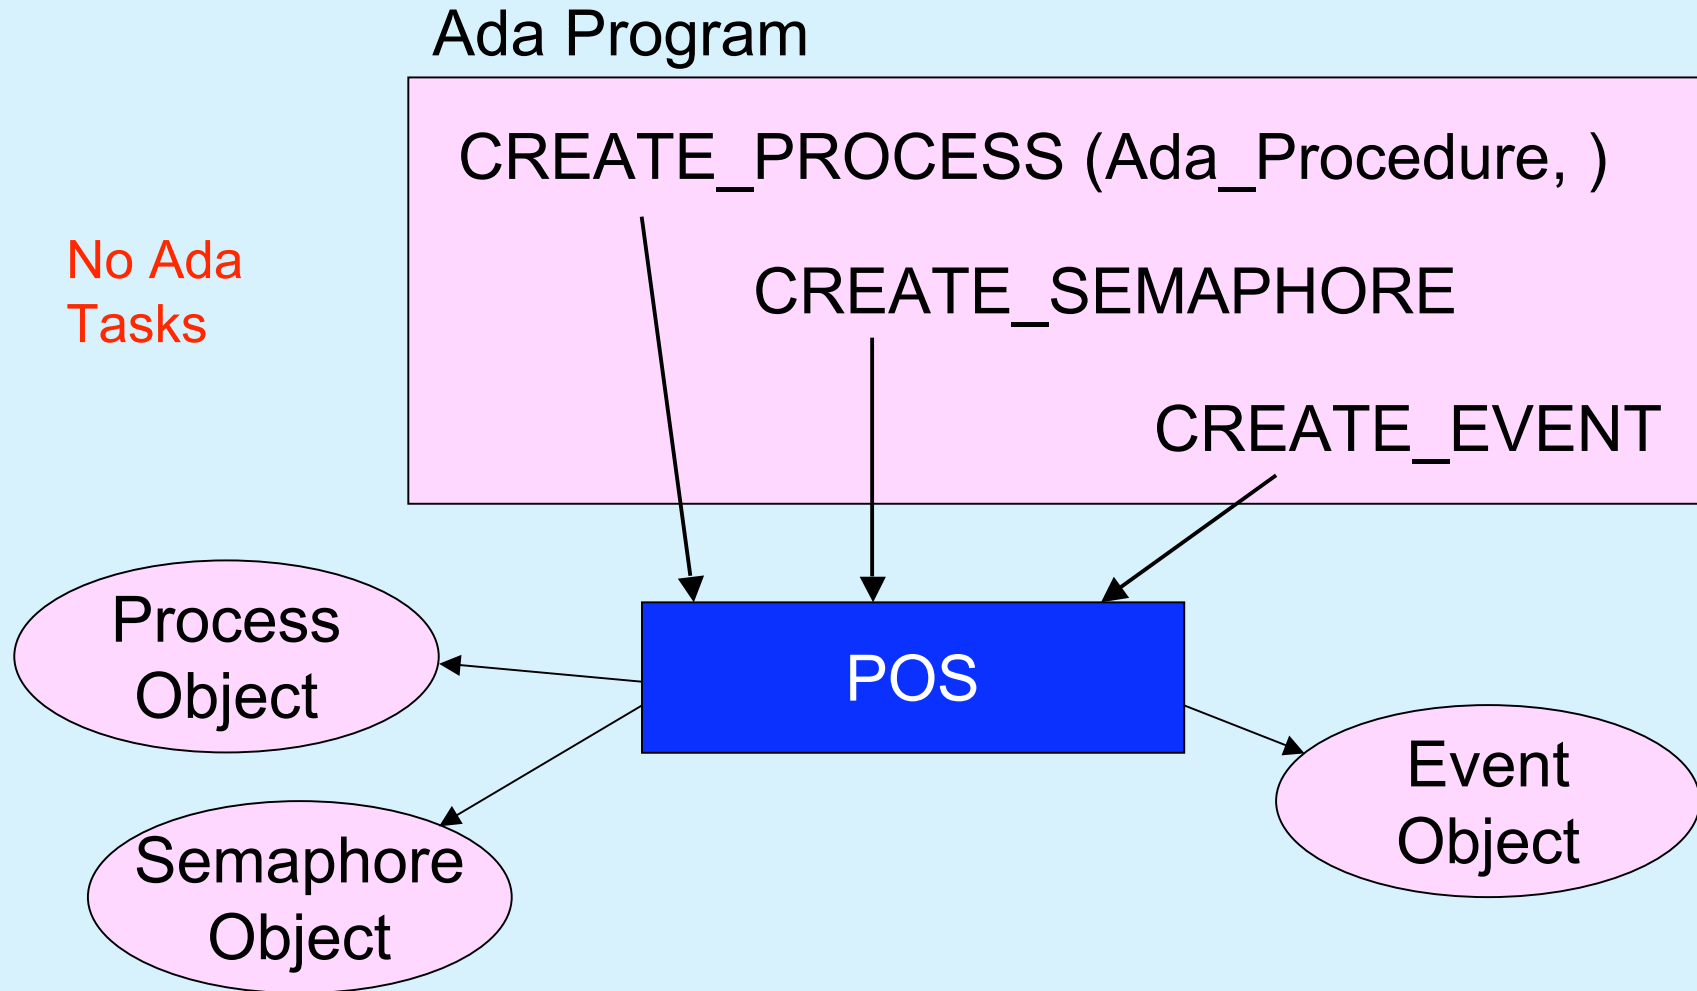 Ada Program
CREATE_PROCESS (Ada_Procedure, )
No Ada
Tasks
CREATE_SEMAPHORE
CREATE_EVENT
Process
Object
POS
Event
Object
Semaphore
Object